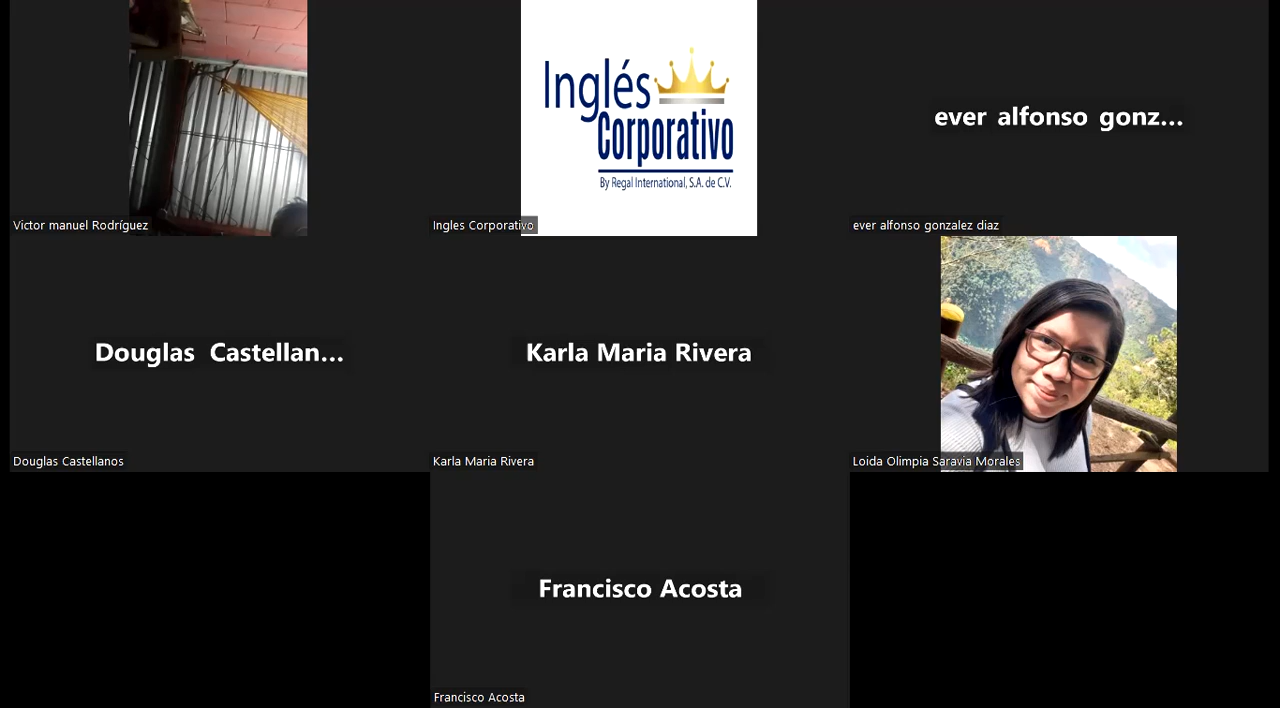 Inglés
Corporativo
By Regal International, S.A. de C.V.
ever alfonso gonz...
Victor manuel Rodríguez
Ingles Corporativo
ever alfonso gonzalez diaz
Douglas Castellan...
Karla Maria Rivera
Douglas Castellanos
Karla Maria Rivera
Loida Olimpia Saravia Morales
Francisco Acosta
Francisco Acosta